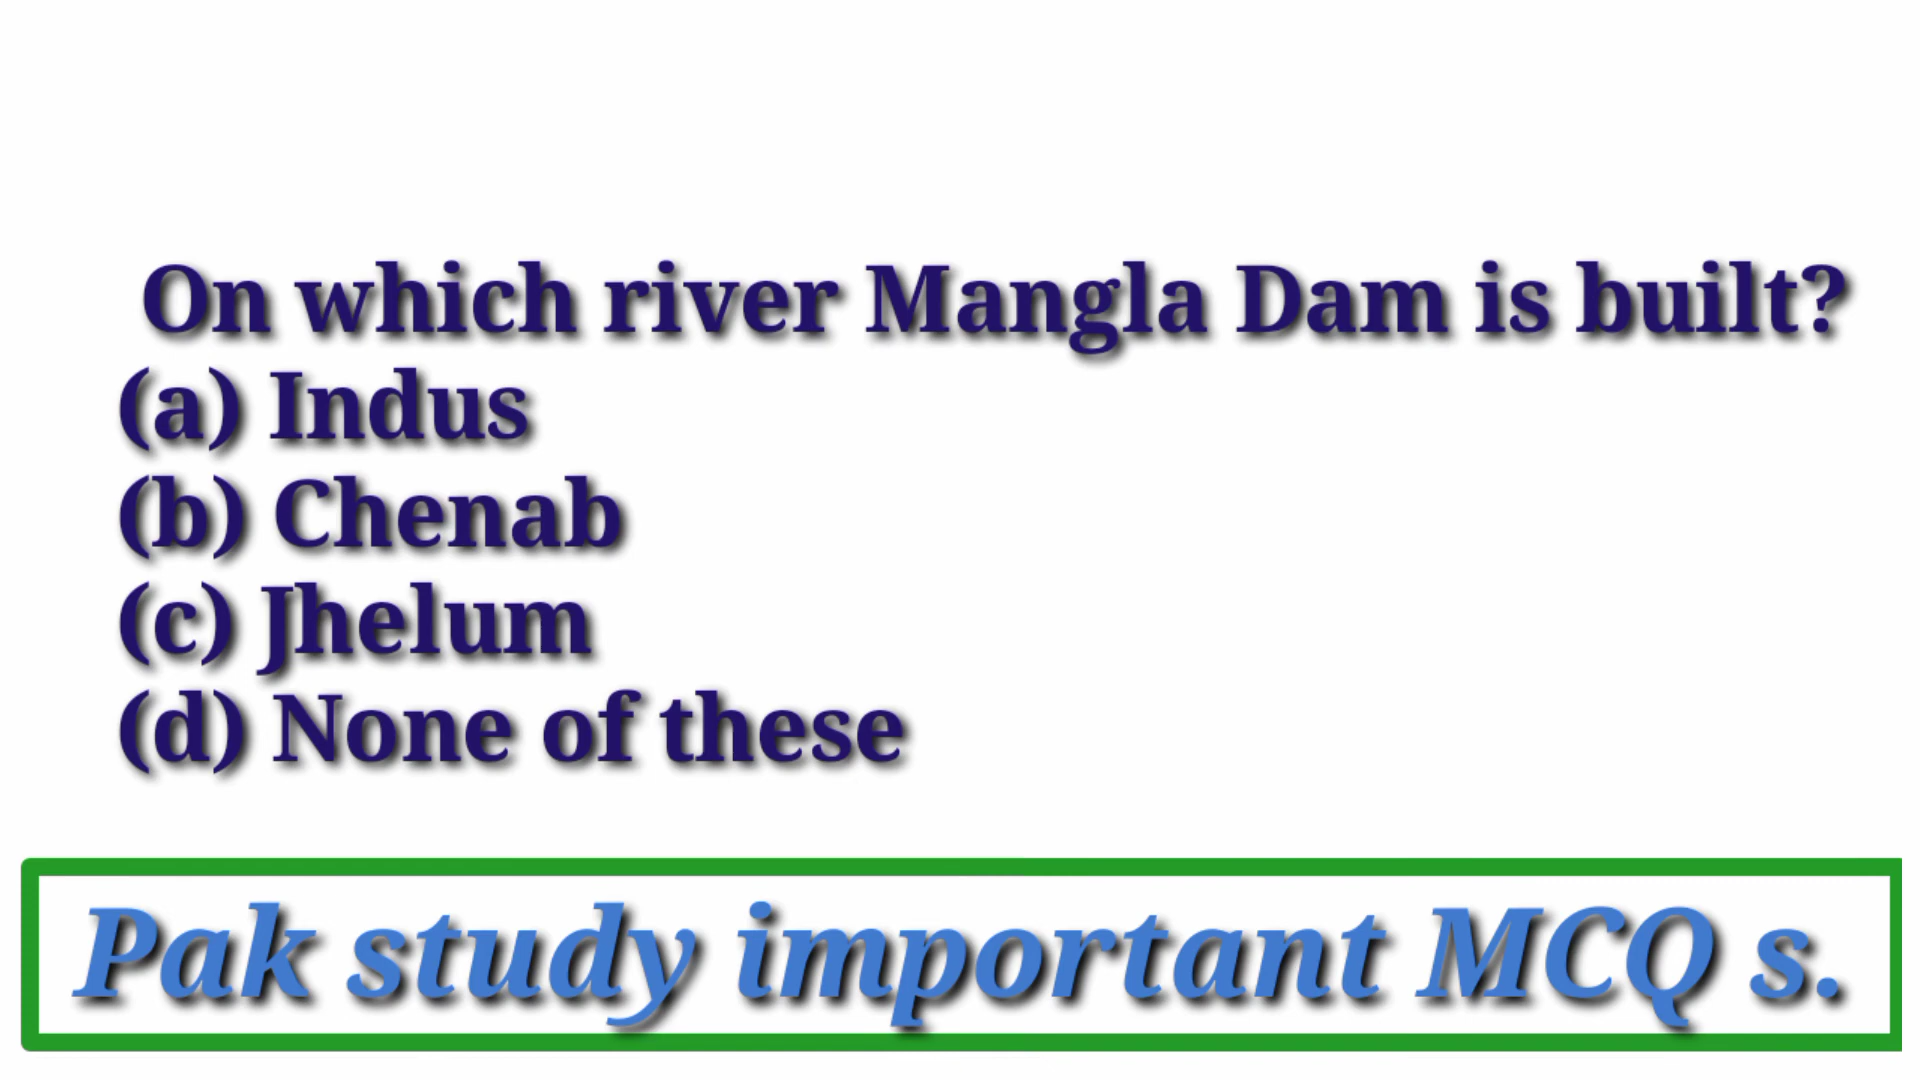 On which river Mangla Dam is built?
(a) Indus
(b) Chenab
(c) Jhelum
(d) None of these
Pak study important MCQ s.